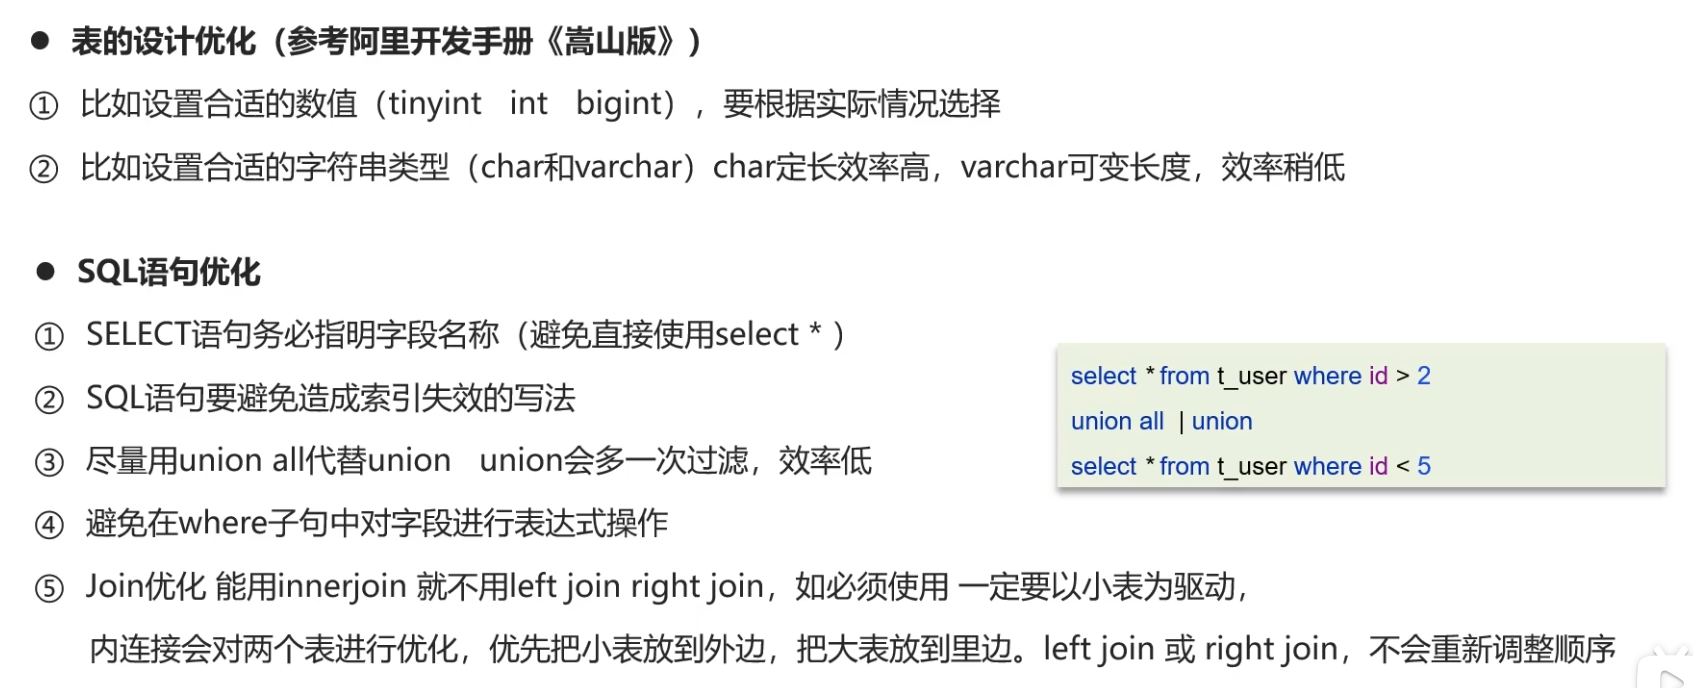 ● 表的设计优化（参考阿里开发手册《嵩山版》）
① 比如设置合适的数值（tinyint int bigint），要根据实际情况选择
② 比如设置合适的字符串类型（char和varchar）char定长效率高，varchar可变长度，效率稍低
● SQL语句优化
① SELECT语句务必指明字段名称（避免直接使用select * ）
② SQL语句要避免造成索引失效的写法
③ 尽量用union all代替union union会多一次过滤，效率低
④ 避免在where子句中对字段进行表达式操作
⑤ Join优化 能用innerjoin 就不用left join right join，如必须使用 一定要以小表为驱动，
内连接会对两个表进行优化，优先把小表放到外边，把大表放到里边。left join 或 right join，不会重新调整顺序
select * from t_user where id > 2
union all | union
select * from t_user where id < 5